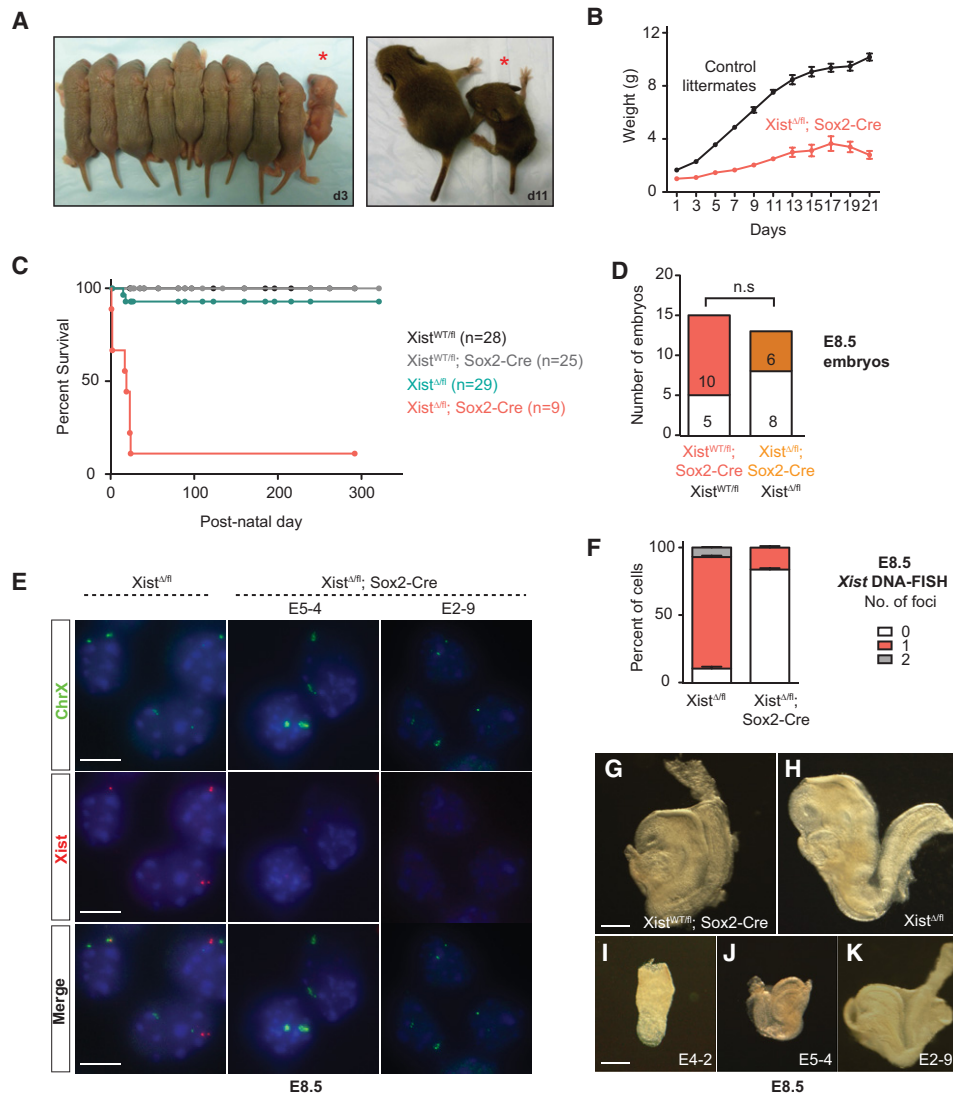 A
*
d3
*
d11
B
Weight (g)
12
8
4
0
Control
littermates
XistΔ/fl; Sox2-Cre
1 3 5 7 9 11 13 15 17 19 21
Days
C
Percent Survival
100
50
0
0 100 200 300
Post-natal day
XistWT/fl (n=28)
XistWT/fl; Sox2-Cre (n=25)
XistΔ/fl (n=29)
XistΔ/fl; Sox2-Cre (n=9)
D
Number of embryos
20
15
10
5
0
n.s
10
5
6
8
E8.5
embryos
XistWT/fl;
Sox2-Cre
XistWT/fl
XistΔ/fl;
Sox2-Cre
XistΔ/fl
E
XistΔ/fl
XistΔ/fl; Sox2-Cre
E5-4
E2-9
ChrX
Xist
Merge
E8.5
F
Percent of cells
100
50
0
XistΔ/fl
XistΔ/fl;
Sox2-Cre
E8.5
Xist DNA-FISH
No. of foci
0
1
2
G
XistWT/fl; Sox2-Cre
H
XistΔ/fl
I
E4-2
J
E5-4
K
E2-9
E8.5